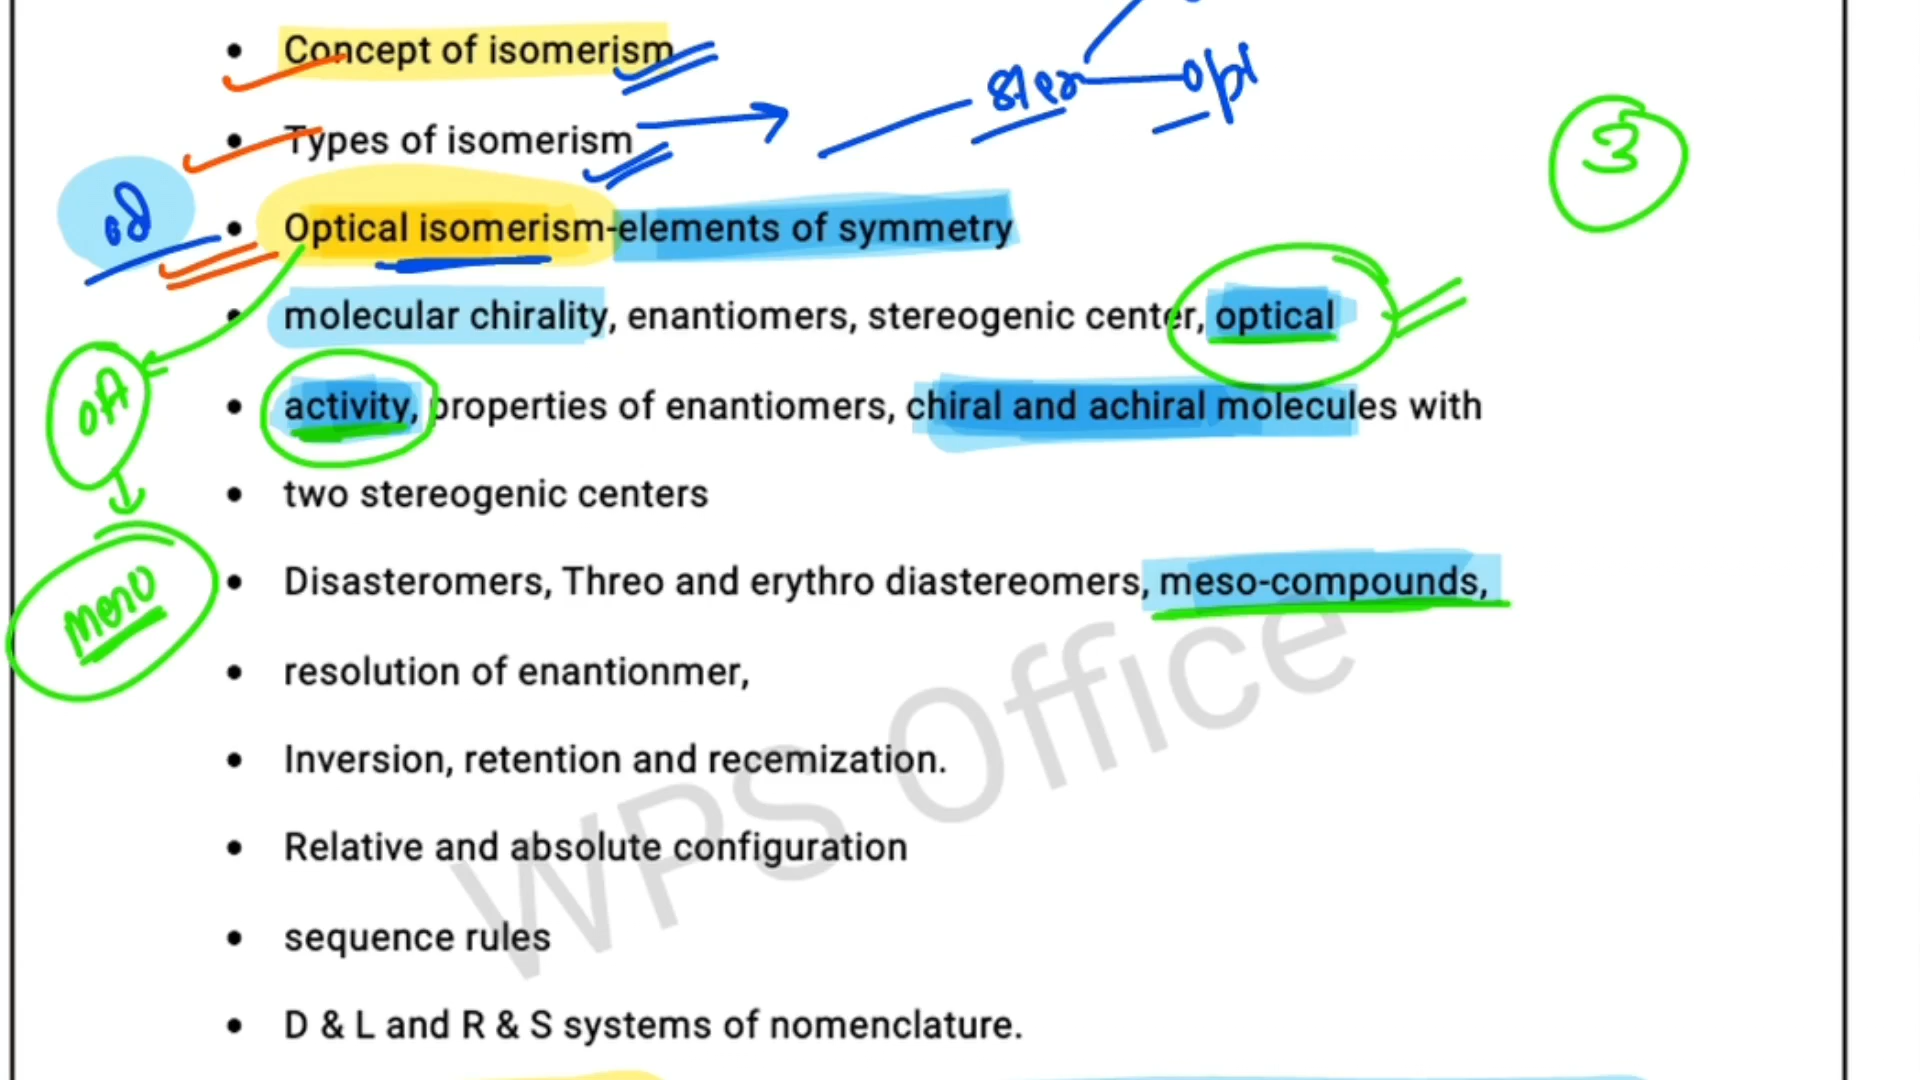 • Concept of isomerism
ster opt
• Types of isomerism
3
• Optical isomerism-elements of symmetry
• molecular chirality, enantiomers, stereogenic center, optical
OA
• activity, properties of enantiomers, chiral and achiral molecules with
• two stereogenic centers
• Disasteromers, Threo and erythro diastereomers, meso-compounds,
meso
• resolution of enantionmer,
• Inversion, retention and recemization.
• Relative and absolute configuration
• sequence rules
• D & L and R & S systems of nomenclature.
WPS Office